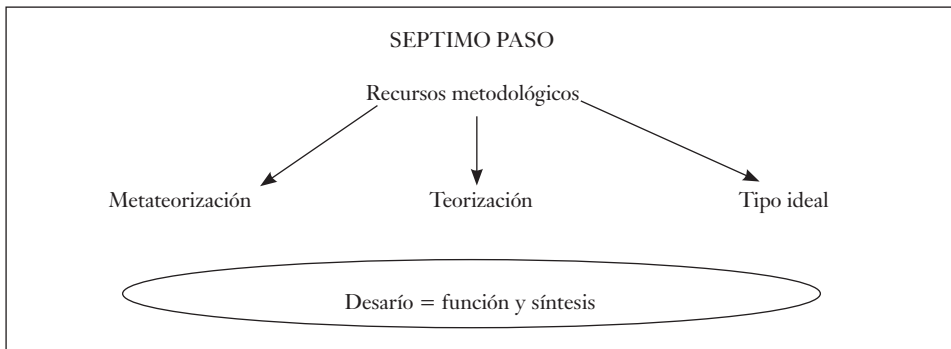 SEPTIMO PASO
Recursos metodológicos
Metateorización Teorización Tipo ideal
Desarío = función y síntesis